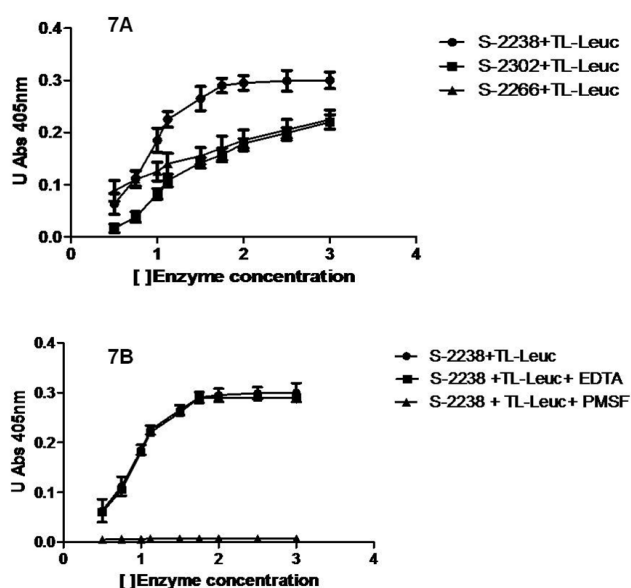 7A
U Abs 405nm
0.4
0.3
0.2
0.1
0.0
0 1 2 3 4
[ ]Enzyme concentration
S-2238+TL-Leuc
S-2302+TL-Leuc
S-2266+TL-Leuc
7B
U Abs 405nm
0.4
0.3
0.2
0.1
0.0
0 1 2 3 4
[ ]Enzyme concentration
S-2238+TL-Leuc
S-2238 +TL-Leuc+ EDTA
S-2238 + TL-Leuc+ PMSF